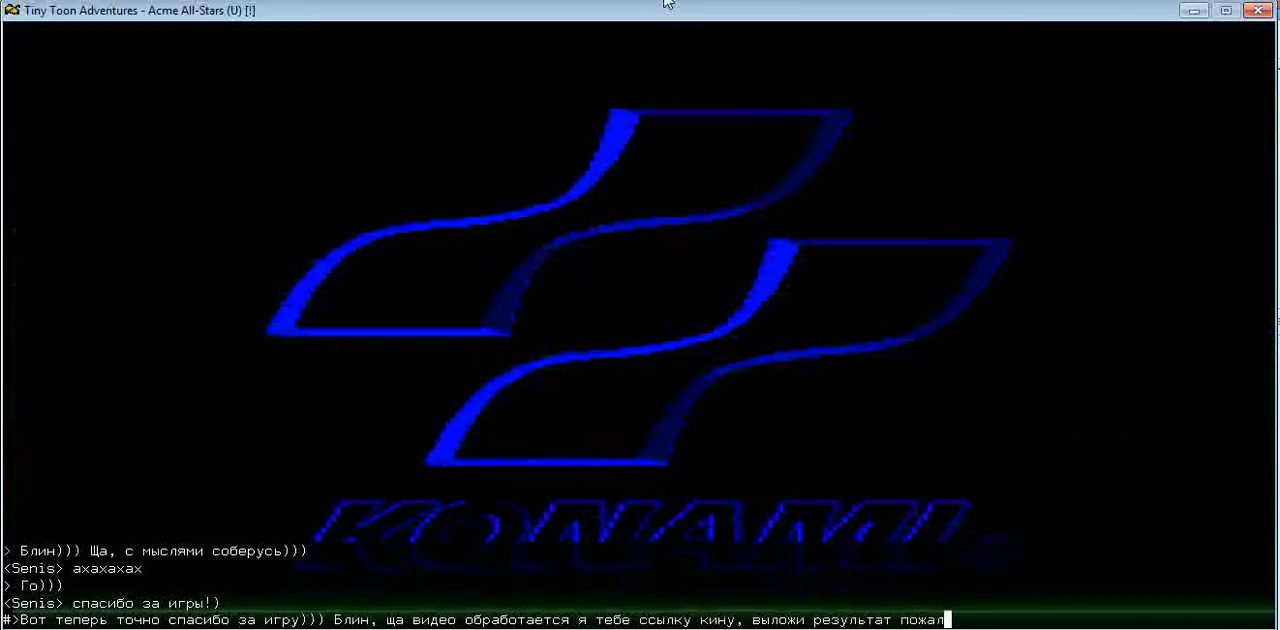 Tiny Toon Adventures - Acme All-Stars (U) [!]
KONAMI
> Блин))) Ща, с мыслями соберусь)))
<Senis> ахахахах
> Го)))
<Senis> спасибо за игры!)
#>Вот теперь точно спасибо за игру))) Блин, ща видео обработается я тебе ссылку кину, выложи результат пожал